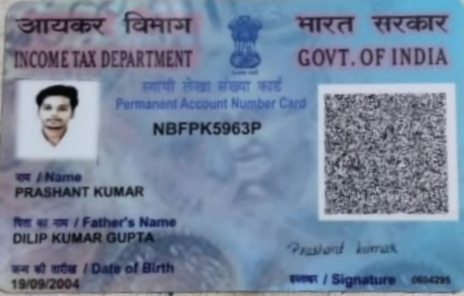 आयकर विभाग
INCOME TAX DEPARTMENT
भारत सरकार
GOVT. OF INDIA
स्थायी लेखा संख्या कार्ड
Permanent Account Number Card
NBFPK5963P
नाम / Name
PRASHANT KUMAR
पिता का नाम / Father's Name
DILIP KUMAR GUPTA
जन्म की तारीख / Date of Birth
19/09/2004
Prashant kumar
हस्ताक्षर / Signature